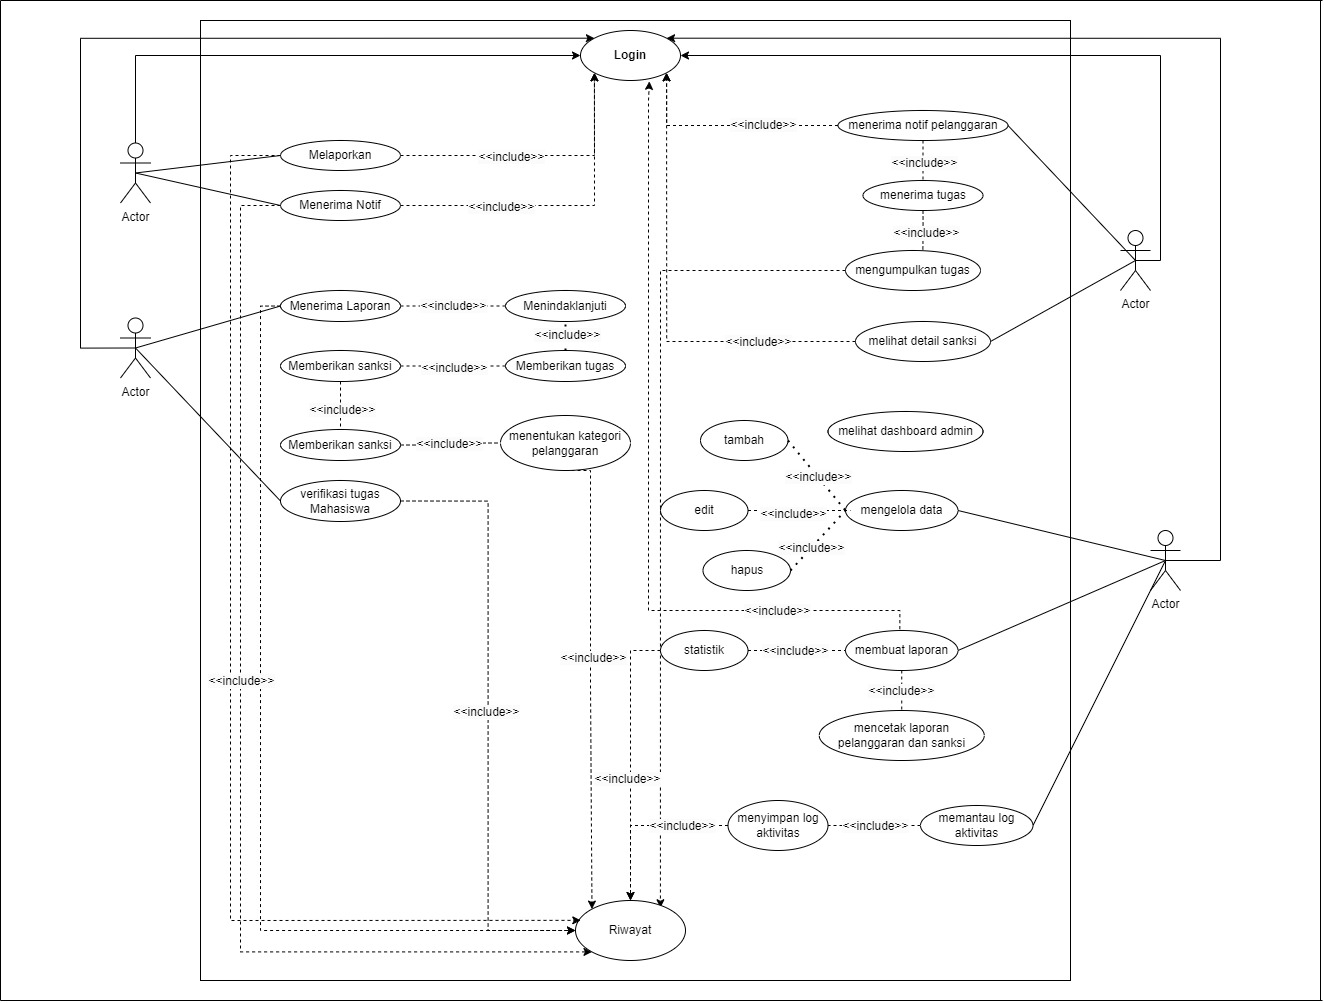 Login
<<include>>
menerima notif pelanggaran
Melaporkan
<<include>>
<<include>>
menerima tugas
Menerima Notif
<<include>>
Actor
<<include>>
mengumpulkan tugas
Actor
Menerima Laporan
<<include>>
Menindaklanjuti
<<include>>
<<include>>
melihat detail sanksi
Memberikan sanksi
<<include>>
Memberikan tugas
Actor
<<include>>
melihat dashboard admin
Memberikan sanksi
<<include>>
menentukan kategori
pelanggaran
tambah
<<include>>
verifikasi tugas
Mahasiswa
edit
<<include>>
mengelola data
<<include>>
hapus
Actor
<<include>>
<<include>>
statistik
<<include>>
membuat laporan
<<include>>
<<include>>
<<include>>
mencetak laporan
pelanggaran dan sanksi
<<include>>
<<include>>
menyimpan log
aktivitas
<<include>>
memantau log
aktivitas
Riwayat